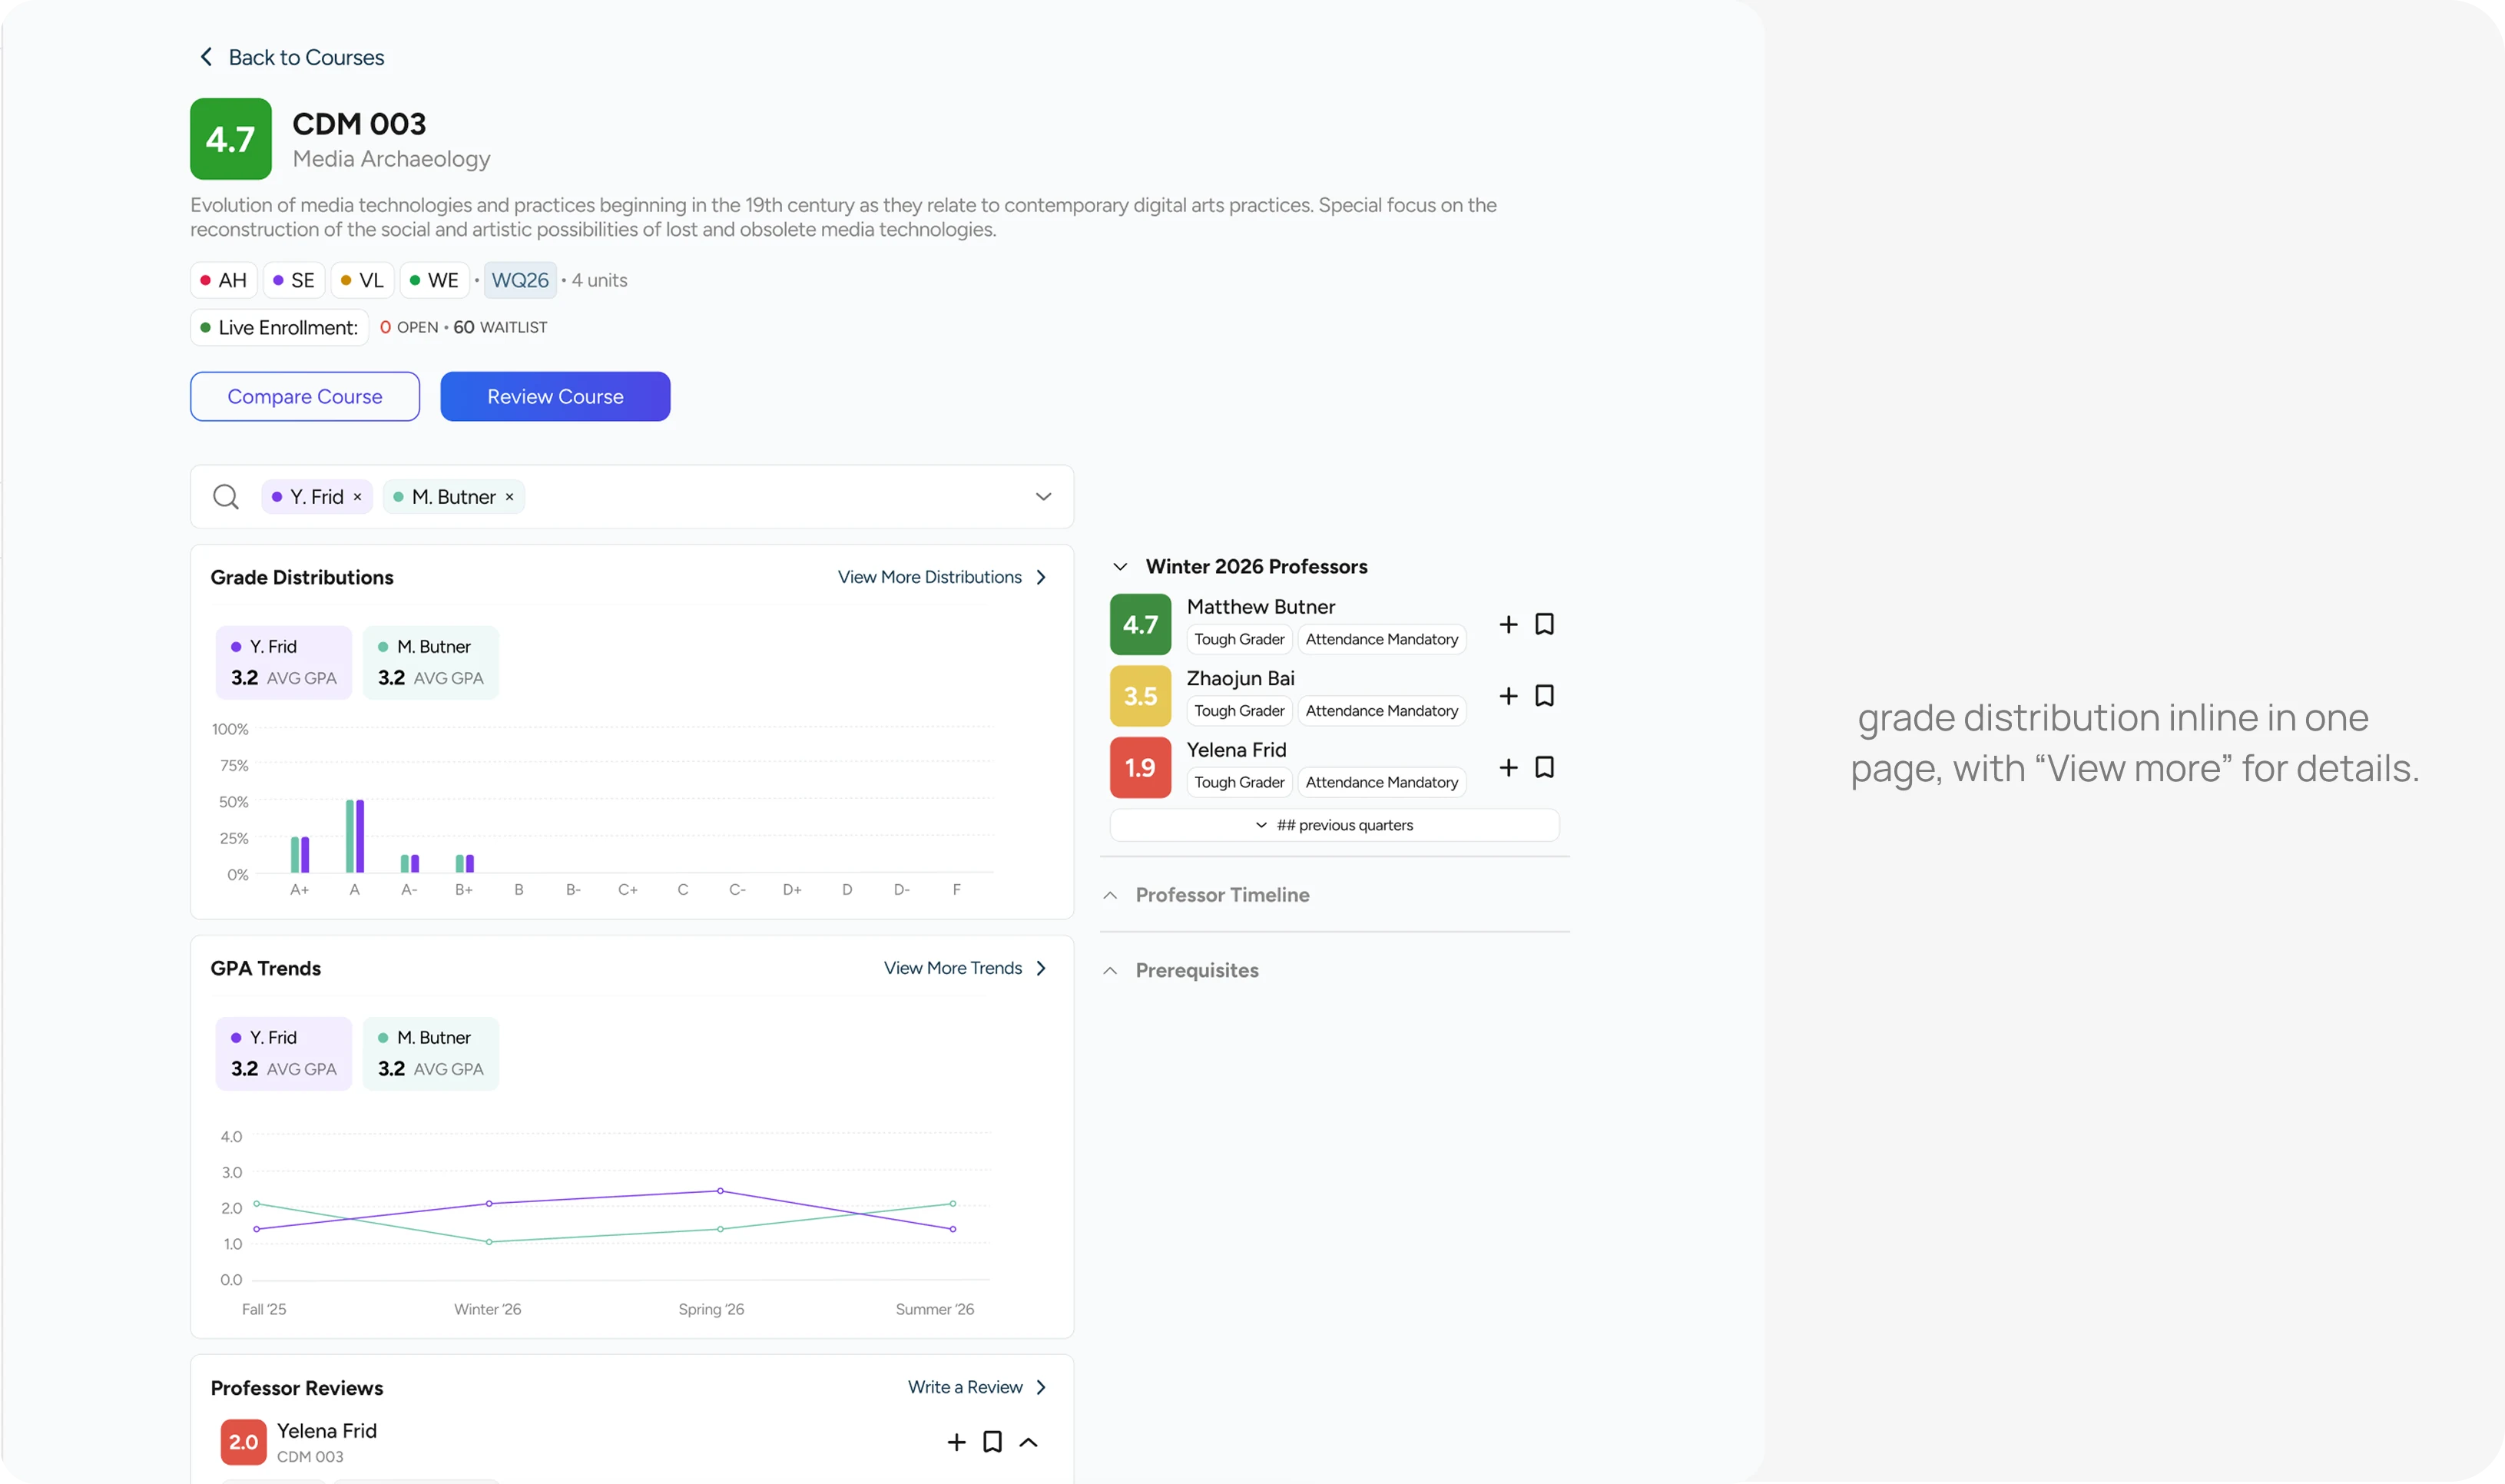 Back to Courses
4.7
CDM 003
Media Archaeology
Evolution of media technologies and practices beginning in the 19th century as they relate to contemporary digital arts practices. Special focus on the
reconstruction of the social and artistic possibilities of lost and obsolete media technologies.
AH SE VL WE • WQ26 • 4 units
Live Enrollment: 0 OPEN • 60 WAITLIST
Compare Course Review Course
Y. Frid × M. Butner ×
Grade Distributions View More Distributions
Y. Frid M. Butner
3.2 AVG GPA 3.2 AVG GPA
100%
75%
50%
25%
0%
A+ A A- B+ B B- C+ C C- D+ D D- F
GPA Trends View More Trends
Y. Frid M. Butner
3.2 AVG GPA 3.2 AVG GPA
4.0
3.0
2.0
1.0
0.0
Fall ‘25 Winter ‘26 Spring ‘26 Summer ‘26
Professor Reviews Write a Review
2.0 Yelena Frid
CDM 003
Winter 2026 Professors
4.7 Matthew Butner
Tough Grader Attendance Mandatory
3.5 Zhaojun Bai
Tough Grader Attendance Mandatory
1.9 Yelena Frid
Tough Grader Attendance Mandatory
## previous quarters
Professor Timeline
Prerequisites
grade distribution inline in one
page, with “View more” for details.